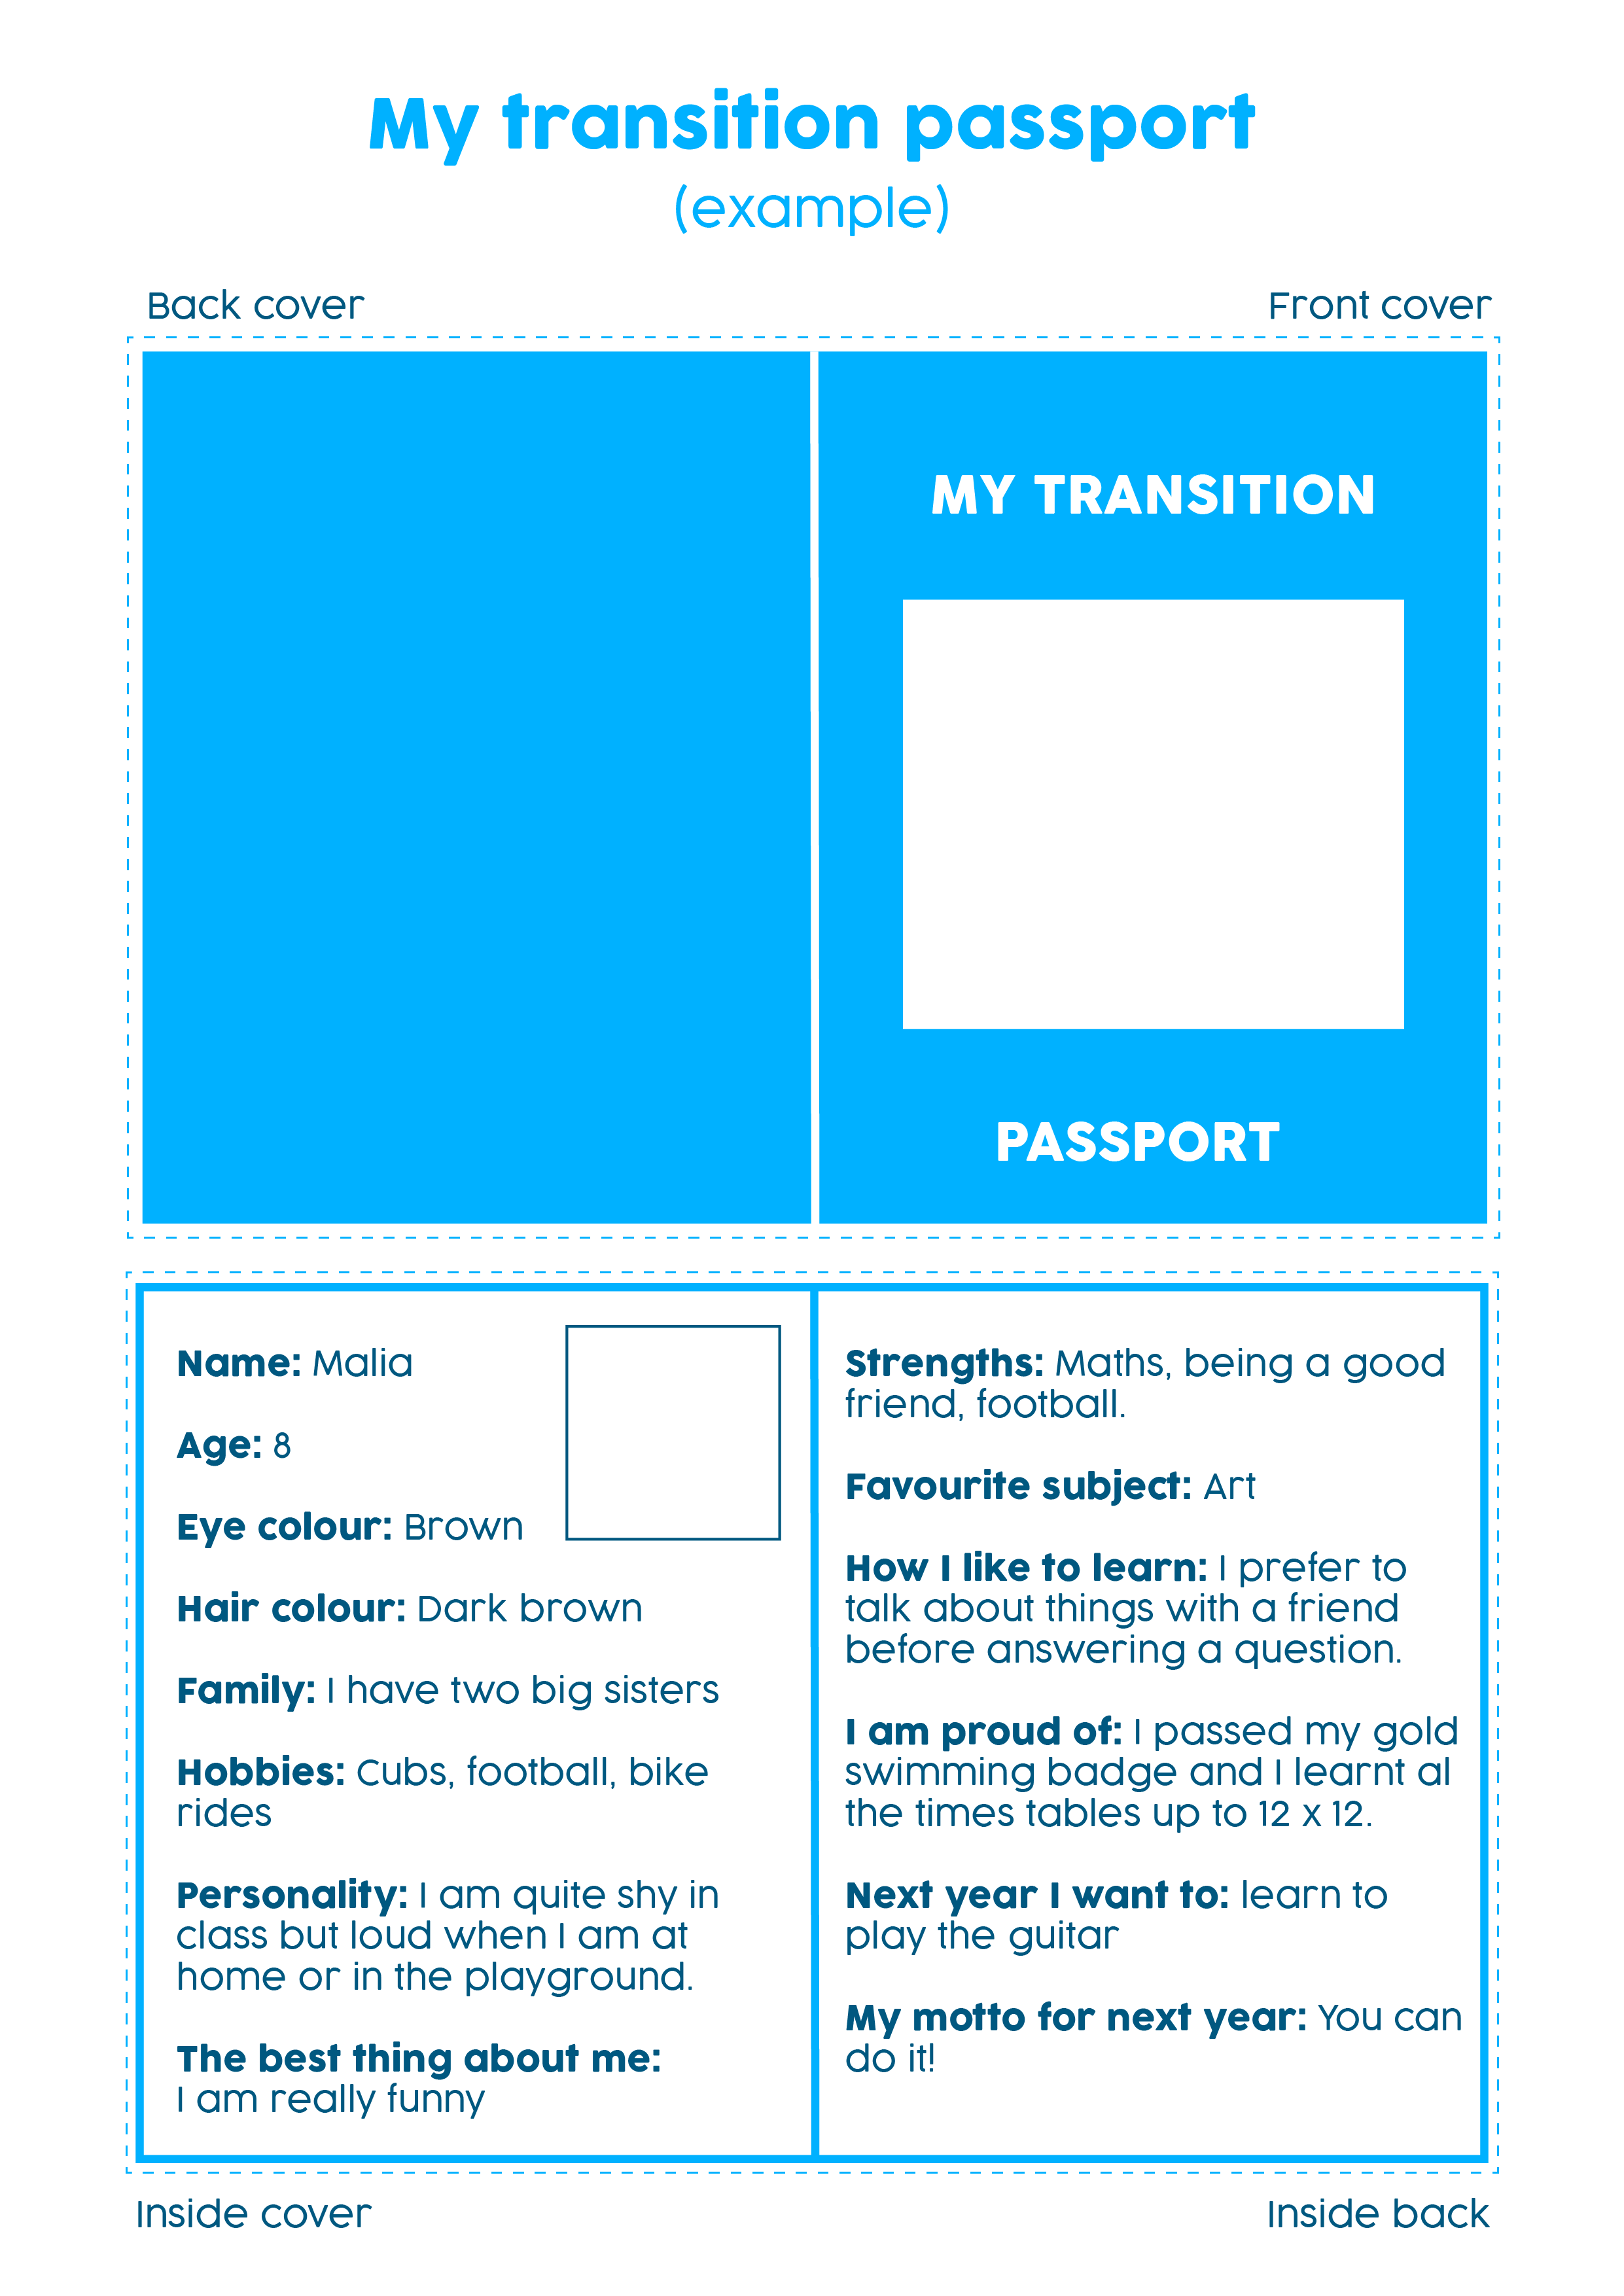 My transition passport
(example)
Back cover
Front cover
MY TRANSITION
PASSPORT
Name: Malia
Age: 8
Eye colour: Brown
Hair colour: Dark brown
Family: I have two big sisters
Hobbies: Cubs, football, bike
rides
Personality: I am quite shy in
class but loud when I am at
home or in the playground.
The best thing about me:
I am really funny
Strengths: Maths, being a good
friend, football.
Favourite subject: Art
How I like to learn: I prefer to
talk about things with a friend
before answering a question.
I am proud of: I passed my gold
swimming badge and I learnt al
the times tables up to 12 x 12.
Next year I want to: learn to
play the guitar
My motto for next year: You can
do it!
Inside cover
Inside back